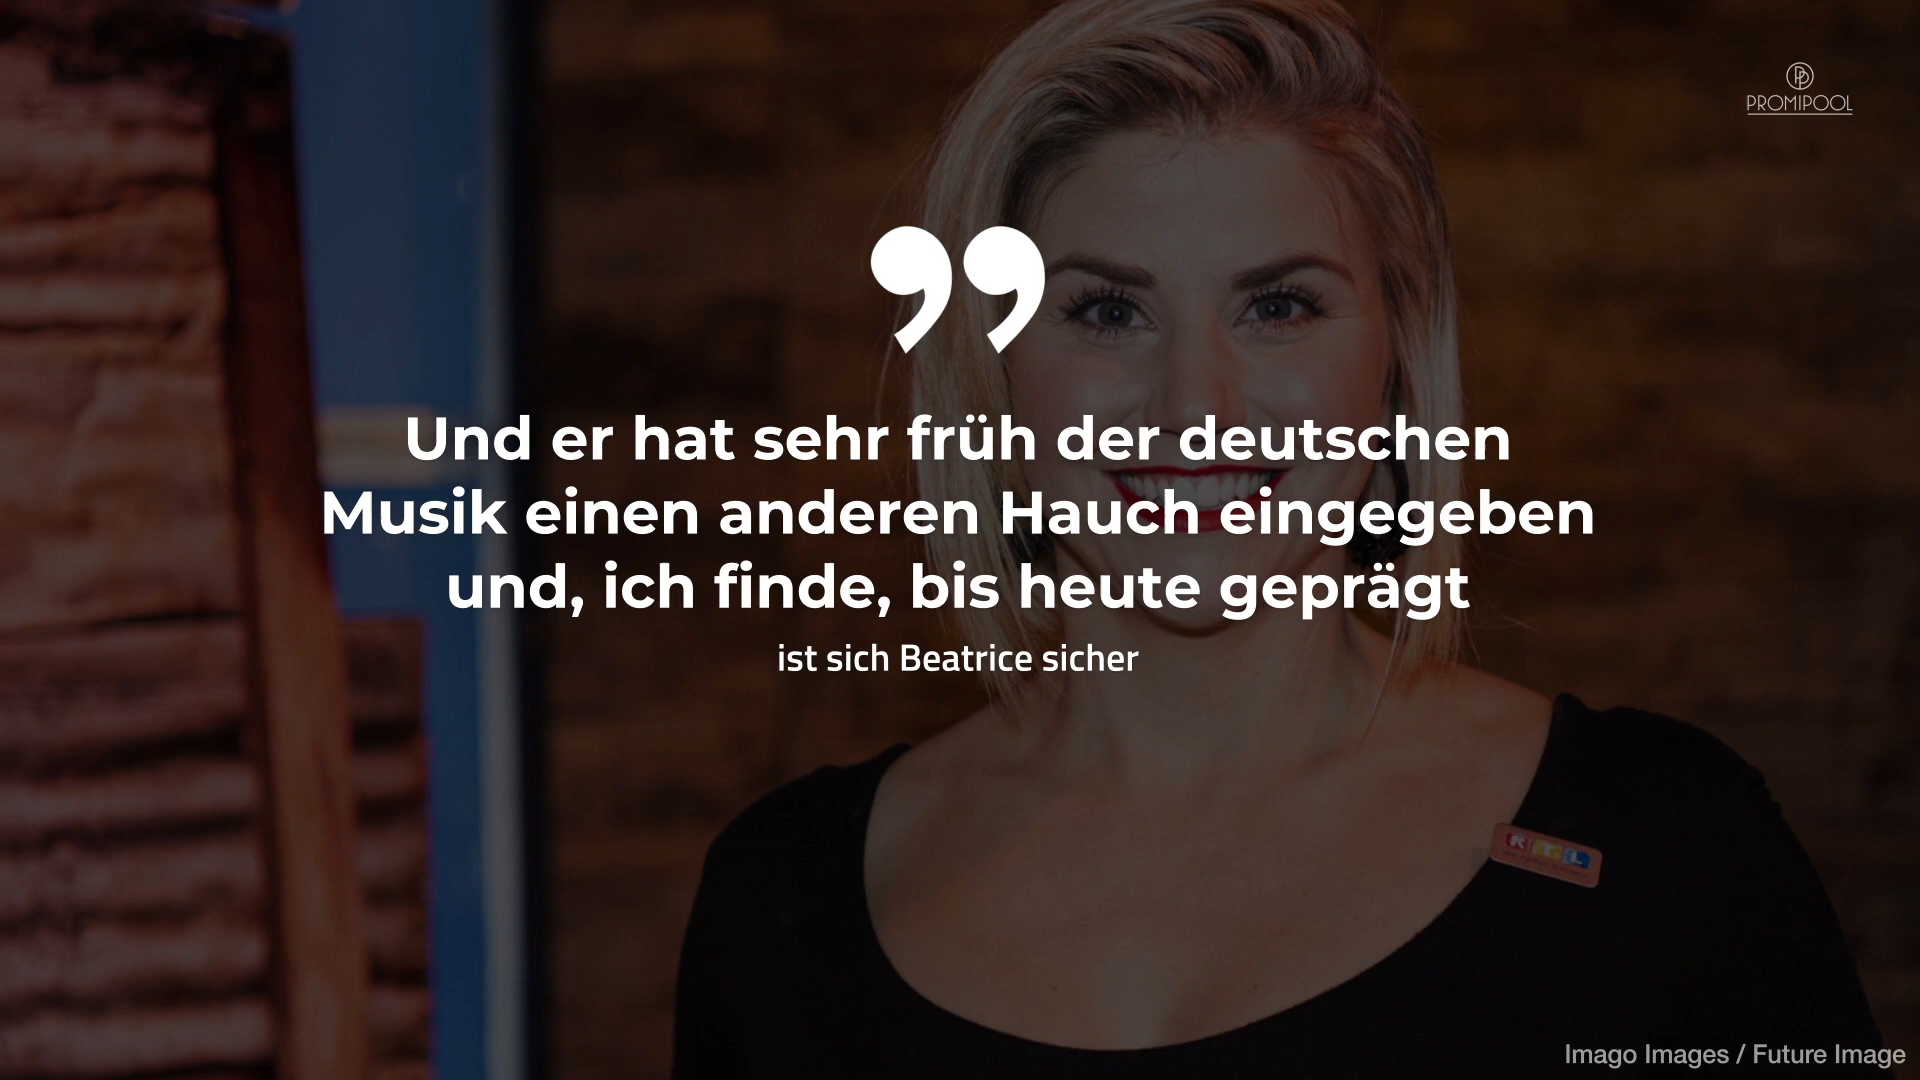 PROMIPOOL
Und er hat sehr früh der deutschen
Musik einen anderen Hauch eingegeben
und, ich finde, bis heute geprägt
ist sich Beatrice sicher
RTL
Imago Images / Future Image